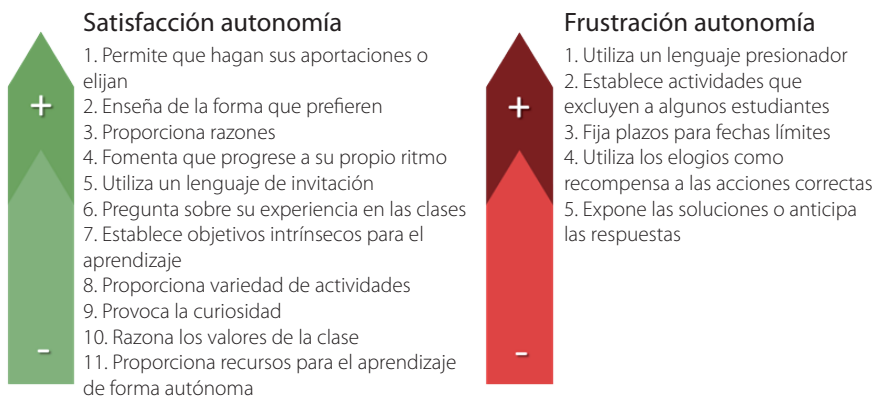 Satisfacción autonomía
1. Permite que hagan sus aportaciones o
elijan
2. Enseña de la forma que prefieren
3. Proporciona razones
4. Fomenta que progrese a su propio ritmo
5. Utiliza un lenguaje de invitación
6. Pregunta sobre su experiencia en las clases
7. Establece objetivos intrínsecos para el
aprendizaje
8. Proporciona variedad de actividades
9. Provoca la curiosidad
10. Razona los valores de la clase
11. Proporciona recursos para el aprendizaje
de forma autónoma
+
-
Frustración autonomía
1. Utiliza un lenguaje presionador
2. Establece actividades que
excluyen a algunos estudiantes
3. Fija plazos para fechas límites
4. Utiliza los elogios como
recompensa a las acciones correctas
5. Expone las soluciones o anticipa
las respuestas
+
-